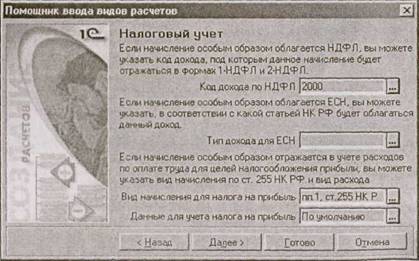 Помощник ввода видов расчетов
1С
РАСЧЕТОВ
Налоговый учет
Если начисление особым образом облагается НДФЛ, вы можете
указать код дохода, под которым данное начисление будет
отражаться в формах 1-НДФЛ и 2-НДФЛ.
Код дохода по НДФЛ 2000 ...
Если начисление особым образом облагается ЕСН, вы можете
указать, в соответствии с какой статьей НК РФ будет облагаться
данный доход.
Тип дохода для ЕСН ...
Если начисление особым образом отражается в учете расходов
по оплате труда для целей налогообложения прибыли, вы можете
указать вид начисления по ст. 255 НК РФ и вид расхода
Вид начисления для налога на прибыль пп.1, ст.255 НК Р ...
Данные для учета налога на прибыль По умолчанию ...
< Назад Далее > Готово Отмена